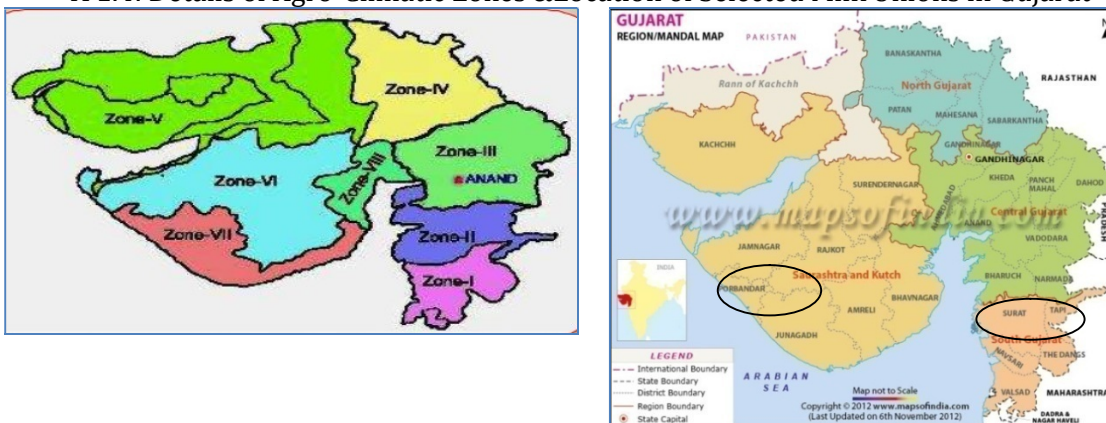 Details of Agro-Climatic Zones &Location of Selected Milk Unions in Gujarat
Zone-IV
Zone-V
Zone-III
ANAND
Zone-VIII
Zone-VI
Zone-VII
Zone-II
Zone-I
GUJARAT
REGION/MANDAL MAP
PAKISTAN
N
BANASKANTHA
RAJASTHAN
Rann of Kachchh
North Gujarat
PATAN
MAHESANA
SABARKANTHA
KACHCHH
GANDHINAGAR
GANDHINAGAR
KHEDA
PANCH
MAHAL
DAHOD
SURENDERNAGAR
AHMEDABAD
www.mapsofindia.com
Central Gujarat
ANAND
PRADESH
JAMNAGAR
RAJKOT
VADODARA
INDIA
Saurashtra and Kutch
BHARUCH
NARMADA
PORBANDAR
BHAVNAGAR
AMRELI
SURAT
TAPI
JUNAGADH
South Gujarat
NAVSARI
THE DANGS
LEGEND
International Boundary
State Boundary
District Boundary
Region Boundary
State Capital
ARABIAN
SEA
VALSAD
MAHARASHTRA
Map not to Scale
Copyright © 2012 www.mapsofindia.com
(Last Updated on 6th November 2012)
DADRA &
NAGAR HAVELI